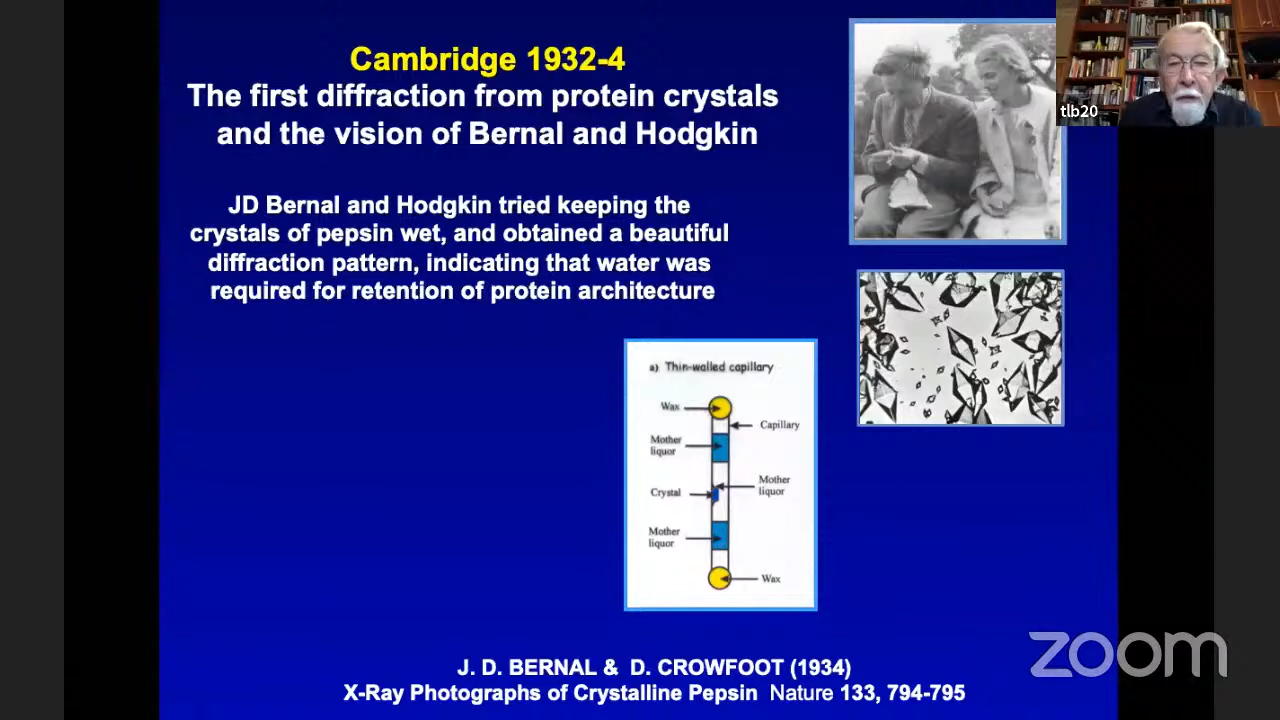 Cambridge 1932-4
The first diffraction from protein crystals
and the vision of Bernal and Hodgkin
tlb20
JD Bernal and Hodgkin tried keeping the
crystals of pepsin wet, and obtained a beautiful
diffraction pattern, indicating that water was
required for retention of protein architecture
a) Thin-walled capillary
Wax
Capillary
Mother
liquor
Mother
liquor
Crystal
Mother
liquor
Wax
zoom
J. D. BERNAL & D. CROWFOOT (1934)
X-Ray Photographs of Crystalline Pepsin Nature 133, 794-795